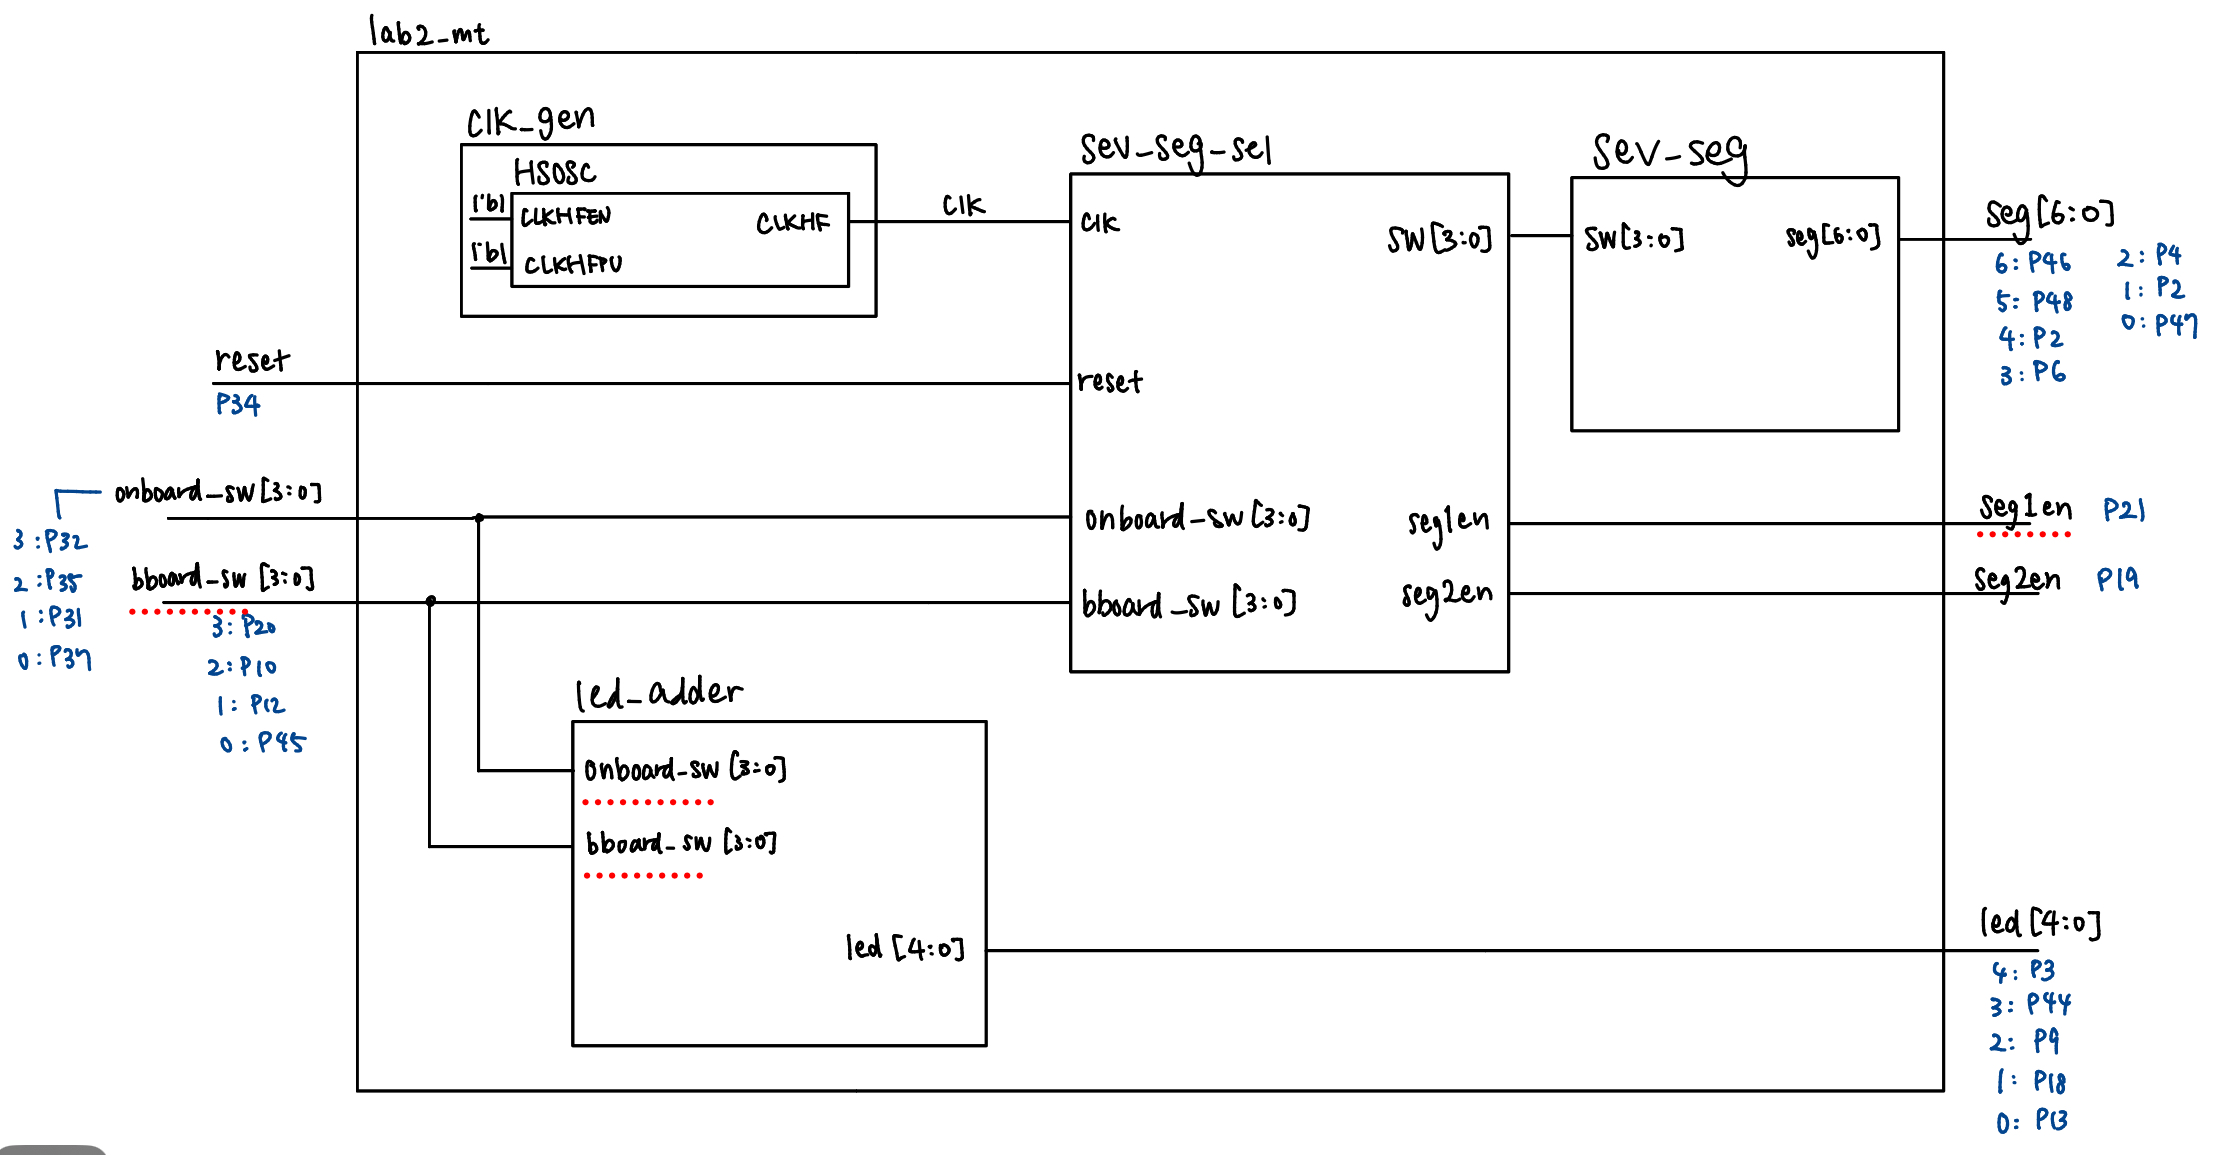 lab2_mt
clk_gen
HSOSC
1'b1
CLKHFEN
CLKHF
1'b1
CLKHFPU
clk
sev_seg_sel
clk
SW[3:0]
reset
onboard_sw[3:0]
seg1en
bboard_sw[3:0]
seg2en
sev_seg
SW[3:0]
seg[6:0]
seg[6:0]
6: P46
5: P48
4: P2
3: P6
2: P4
1: P2
0: P47
reset
P34
onboard_sw[3:0]
3: P32
2: P35
1: P31
0: P37
bboard_sw[3:0]
3: P20
2: P10
1: P12
0: P45
seg1en P21
seg2en P19
led_adder
onboard_sw[3:0]
bboard_sw[3:0]
led[4:0]
led[4:0]
4: P3
3: P44
2: P9
1: P18
0: P13